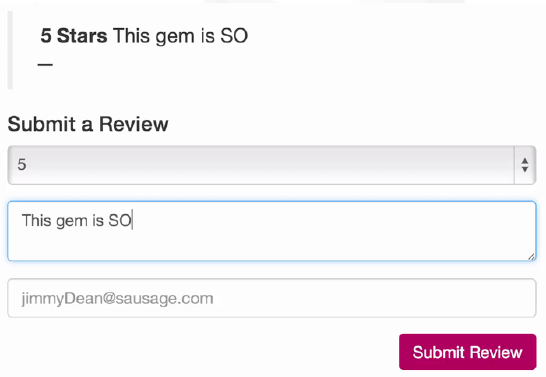 5 Stars This gem is SO
—
Submit a Review
5
This gem is SO
jimmyDean@sausage.com
Submit Review